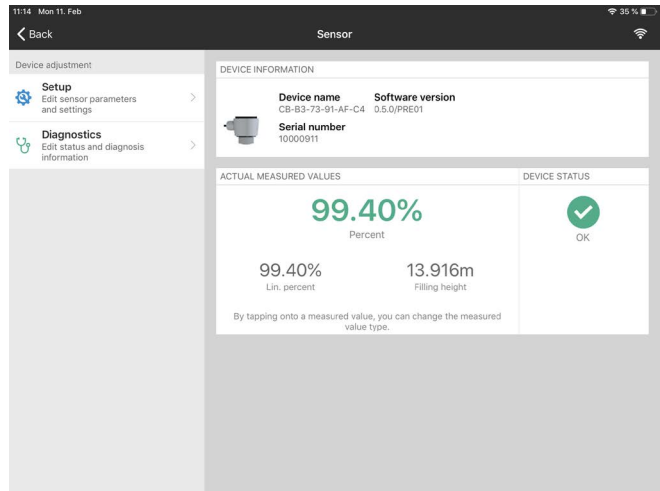 11:14 Mon 11. Feb
35 %
Back
Sensor
Device adjustment
Setup
Edit sensor parameters
and settings
Diagnostics
Edit status and diagnosis
information
DEVICE INFORMATION
Device name Software version
CB-B3-73-91-AF-C4 0.5.0/PRE01
Serial number
10000911
ACTUAL MEASURED VALUES
99.40%
Percent
99.40% 13.916m
Lin. percent Filling height
By tapping onto a measured value, you can change the measured
value type.
DEVICE STATUS
OK